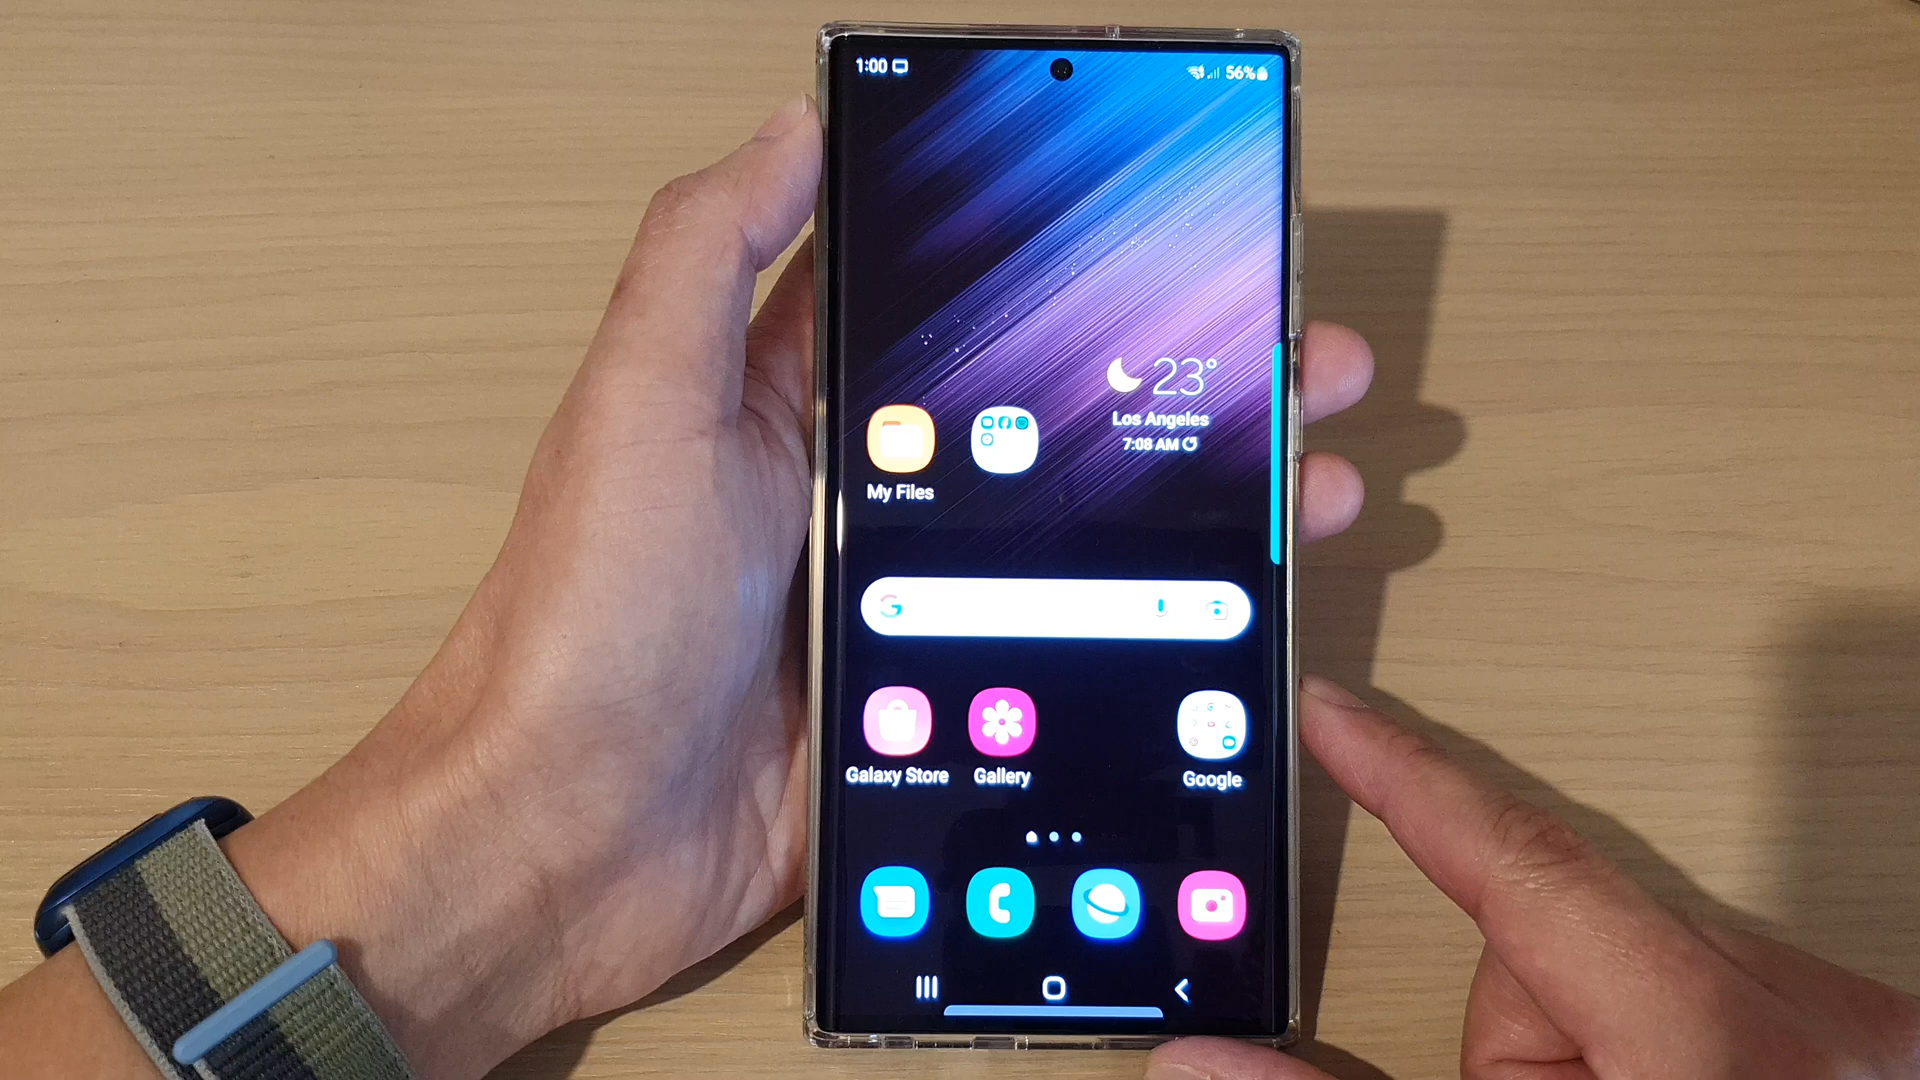 1:00
56%
23°
Los Angeles
7:08 AM
My Files
G
Galaxy Store
Gallery
Google